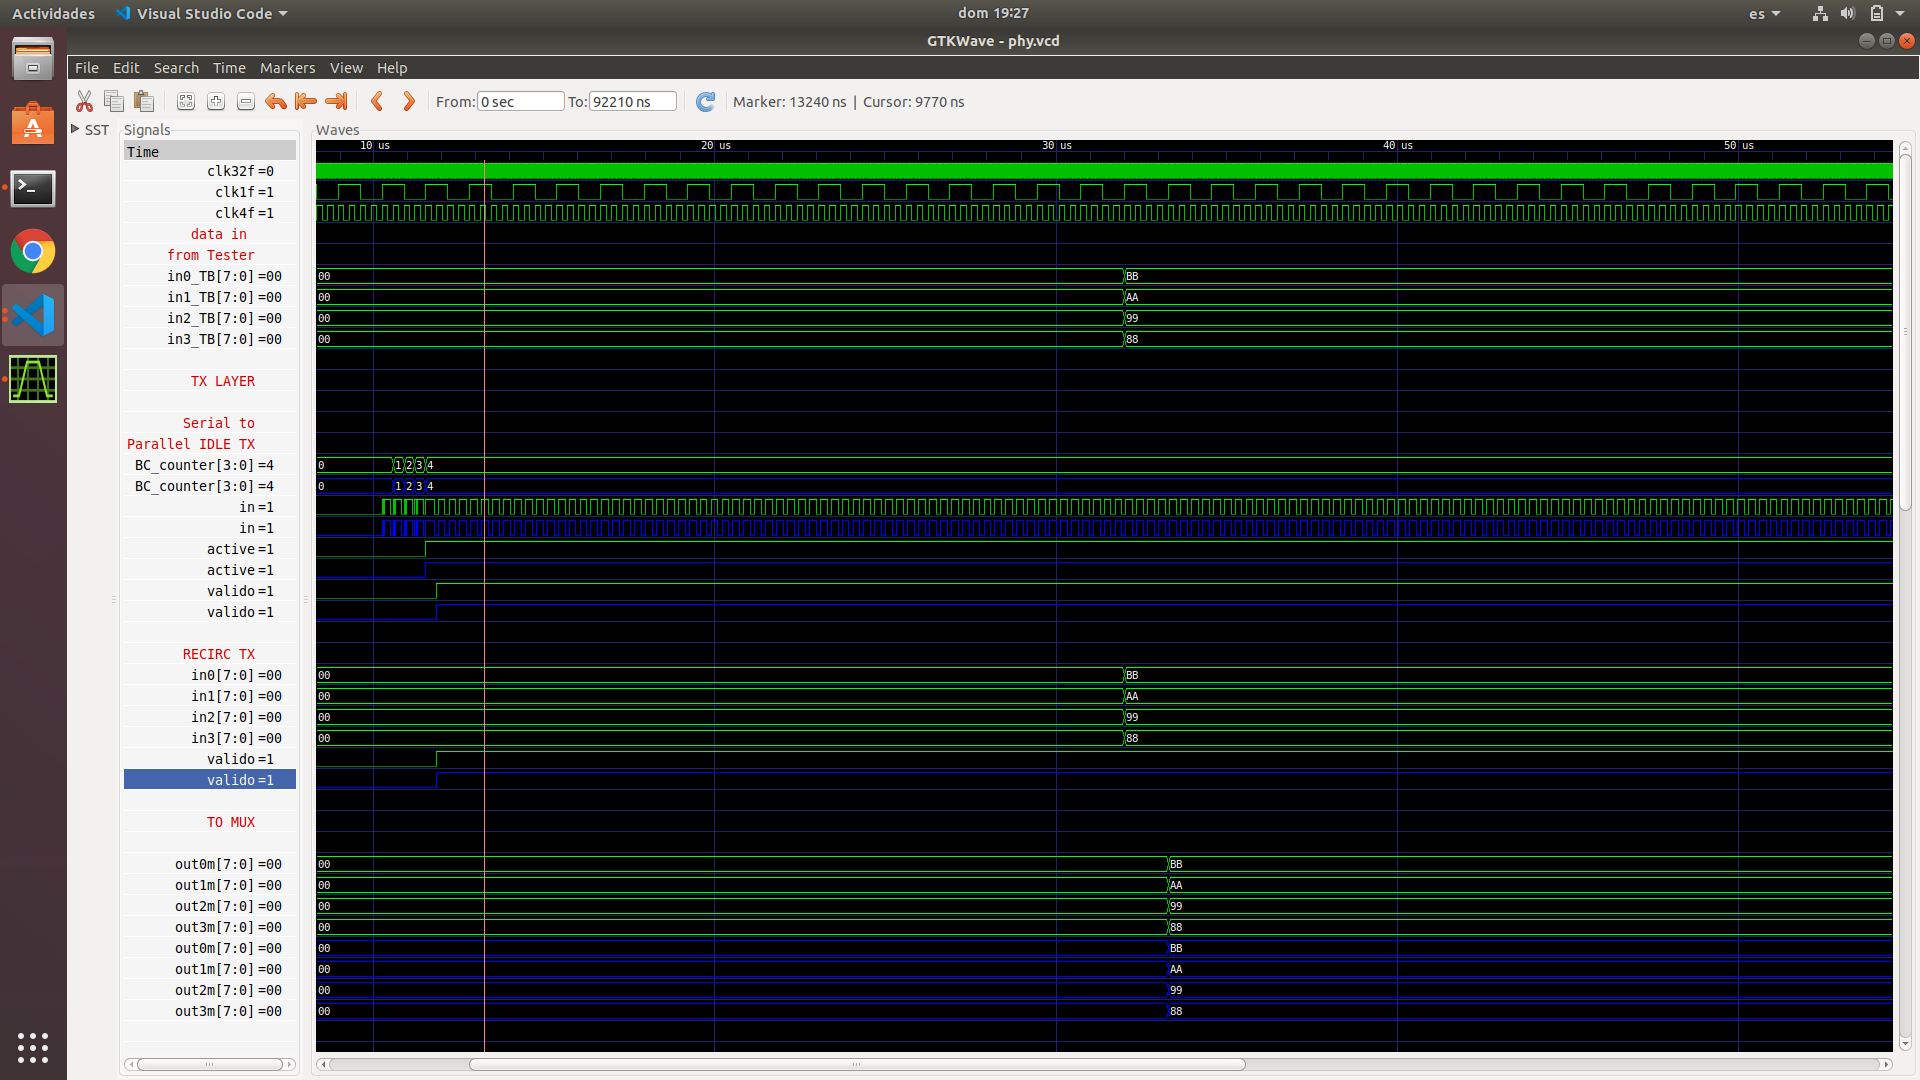 Actividades Visual Studio Code dom 19:27 es
GTKWave - phy.vcd
File Edit Search Time Markers View Help
From: 0 sec To: 92210 ns Marker: 13240 ns | Cursor: 9770 ns
SST Signals Waves
Time 10 us 20 us 30 us 40 us 50 us
clk32f=0
clk1f=1
clk4f=1
data in
from Tester
in0_TB[7:0]=00 00 BB
in1_TB[7:0]=00 00 AA
in2_TB[7:0]=00 00 99
in3_TB[7:0]=00 00 88
TX LAYER
Serial to
Parallel IDLE TX
BC_counter[3:0]=4 0 1 2 3 4
BC_counter[3:0]=4 0 1 2 3 4
in=1
in=1
active=1
active=1
valido=1
valido=1
RECIRC TX
in0[7:0]=00 00 BB
in1[7:0]=00 00 AA
in2[7:0]=00 00 99
in3[7:0]=00 00 88
valido=1
valido=1
TO MUX
out0m[7:0]=00 00 BB
out1m[7:0]=00 00 AA
out2m[7:0]=00 00 99
out3m[7:0]=00 00 88
out0m[7:0]=00 00 BB
out1m[7:0]=00 00 AA
out2m[7:0]=00 00 99
out3m[7:0]=00 00 88